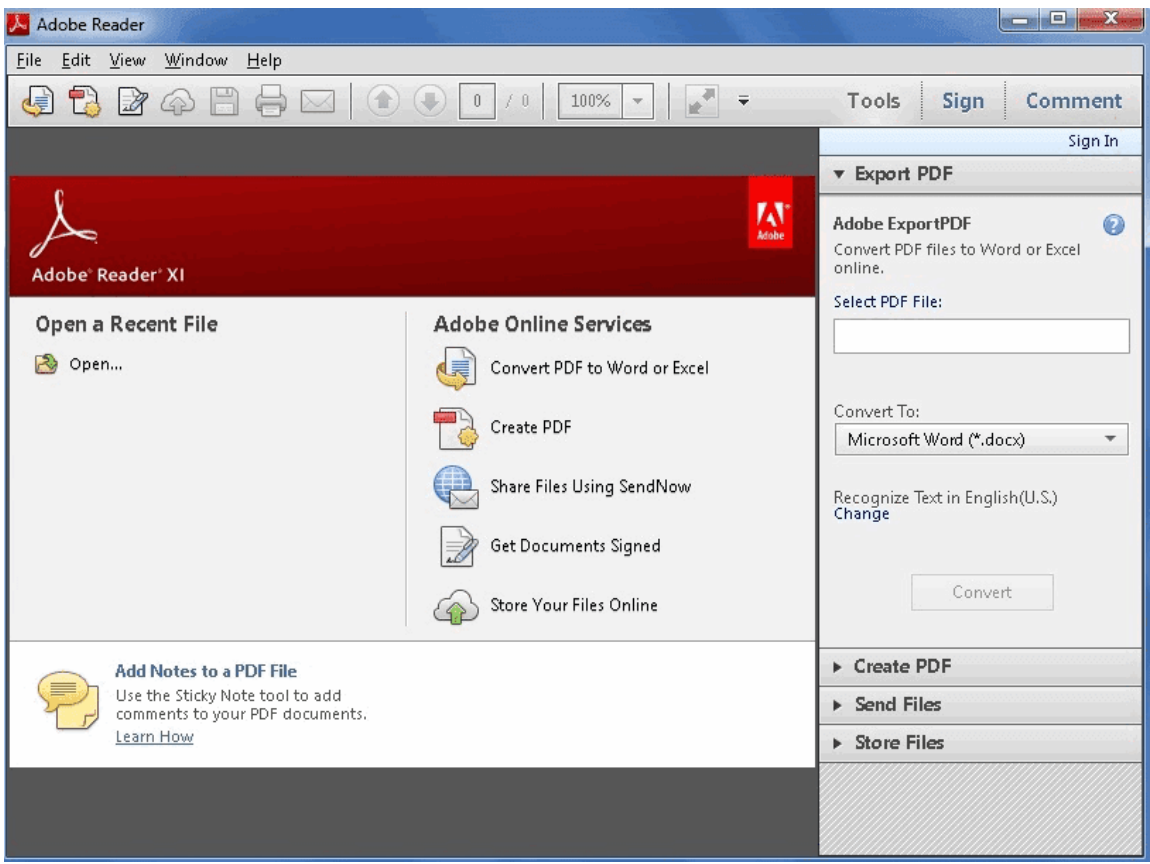 Adobe Reader
File Edit View Window Help
0 / 0 100% Tools Sign Comment
Sign In
Adobe
Adobe® Reader® XI
Open a Recent File
Open...
Adobe Online Services
Convert PDF to Word or Excel
Create PDF
Share Files Using SendNow
Get Documents Signed
Store Your Files Online
Add Notes to a PDF File
Use the Sticky Note tool to add
comments to your PDF documents.
Learn How
Export PDF
Adobe ExportPDF
Convert PDF files to Word or Excel
online.
Select PDF File:
Convert To:
Microsoft Word (*.docx)
Recognize Text in English(U.S.)
Change
Convert
Create PDF
Send Files
Store Files